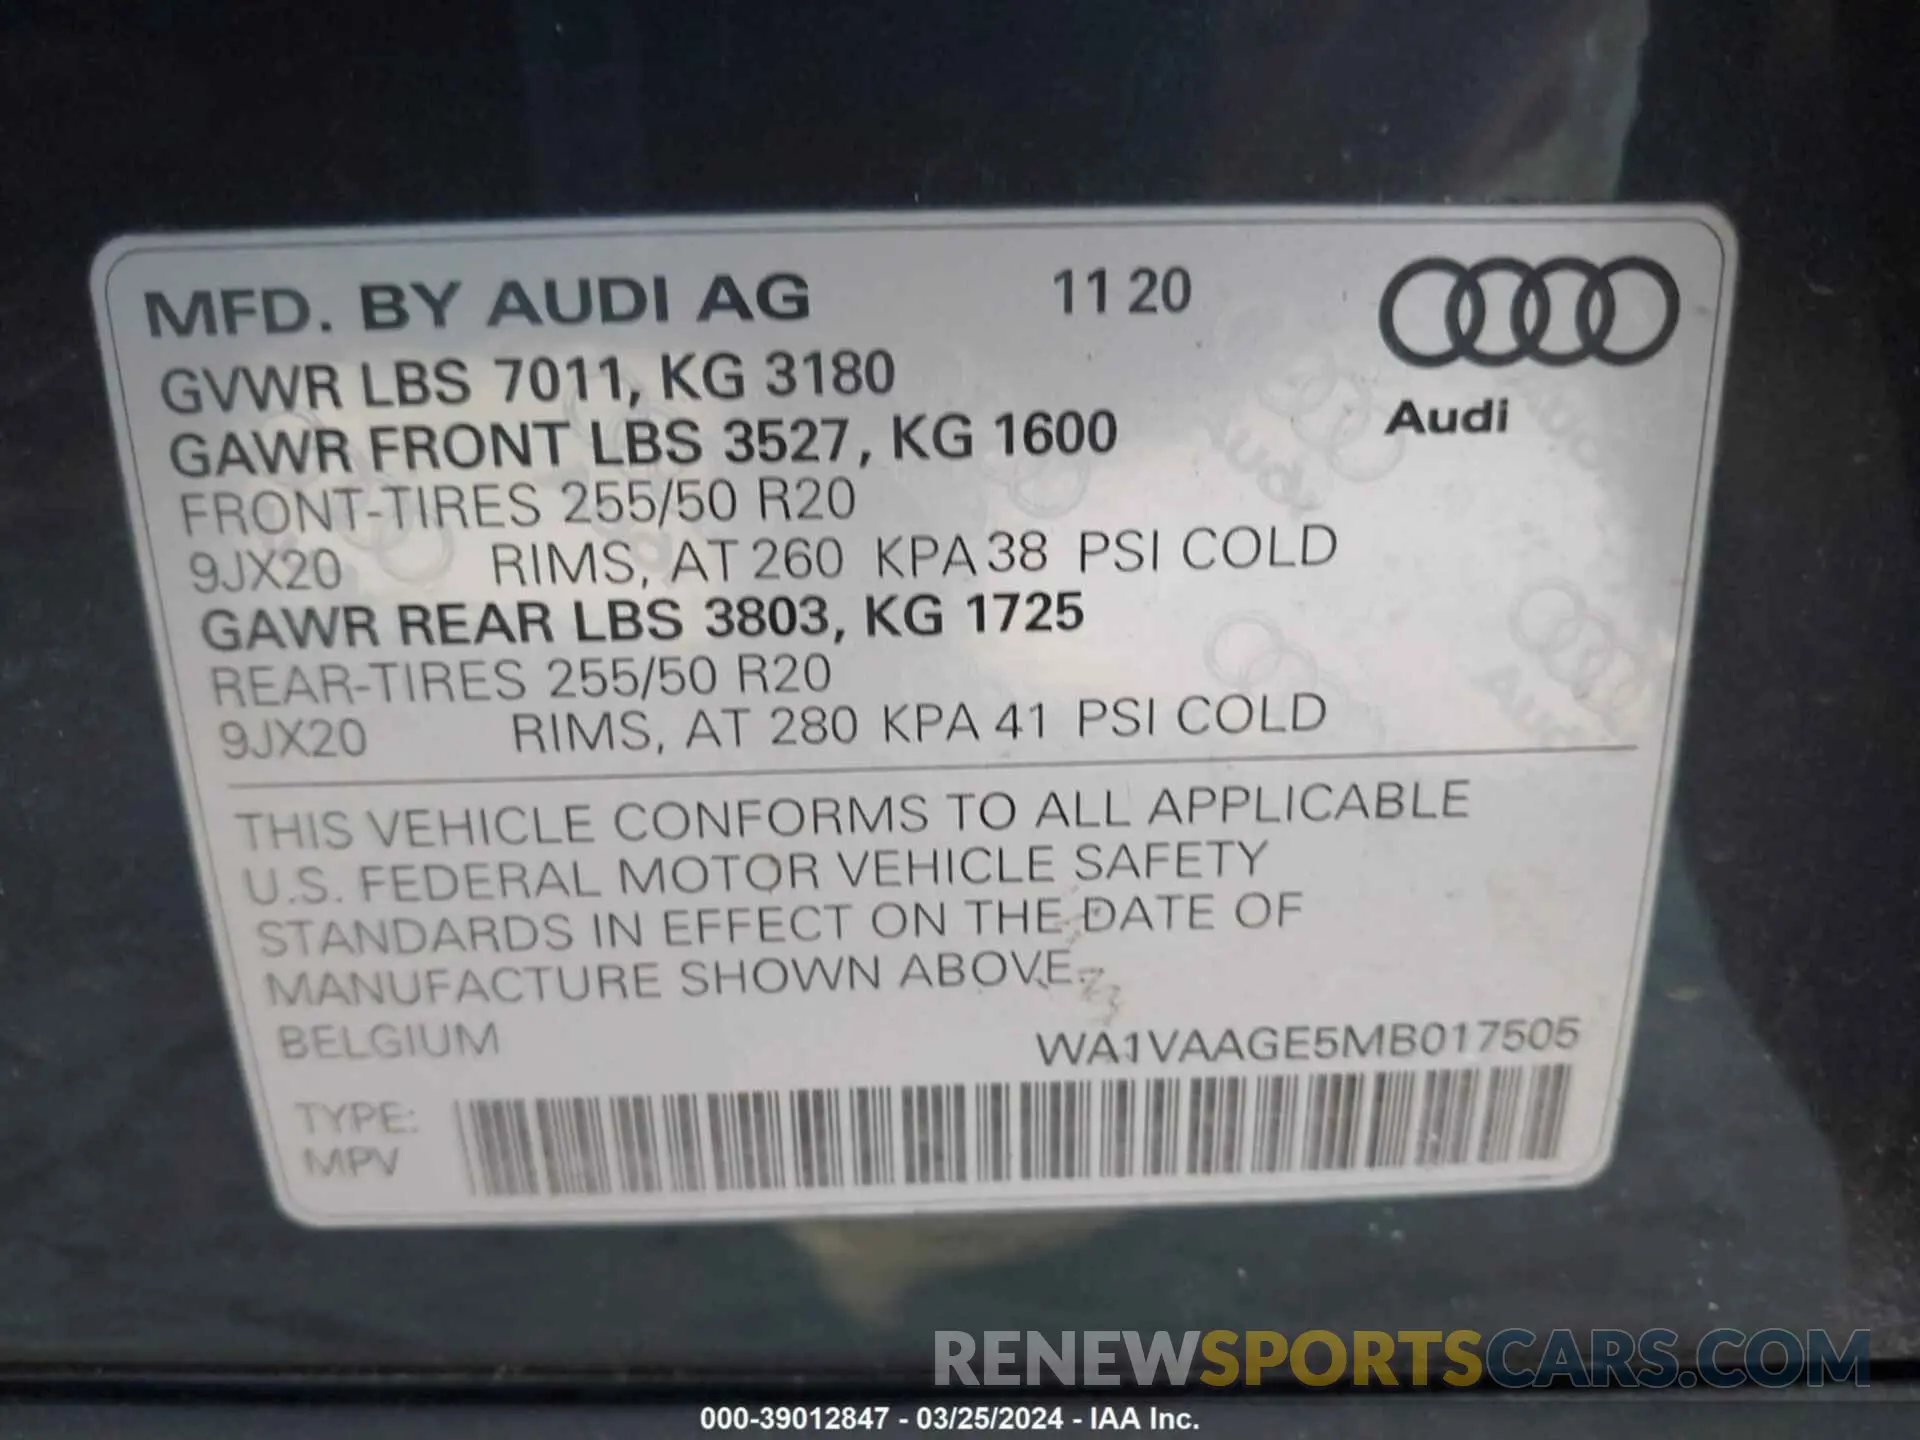 MFD. BY AUDI AG 11 20
GVWR LBS 7011, KG 3180
GAWR FRONT LBS 3527, KG 1600
Audi
FRONT-TIRES 255/50 R20
9JX20 RIMS, AT 260 KPA 38 PSI COLD
GAWR REAR LBS 3803, KG 1725
REAR-TIRES 255/50 R20
9JX20 RIMS, AT 280 KPA 41 PSI COLD
THIS VEHICLE CONFORMS TO ALL APPLICABLE
U.S. FEDERAL MOTOR VEHICLE SAFETY
STANDARDS IN EFFECT ON THE DATE OF
MANUFACTURE SHOWN ABOVE.
BELGIUM WA1VAAGE5MB017505
TYPE:
MPV
RENEWSPORTSCARS.COM
000-39012847 - 03/25/2024 - IAA Inc.